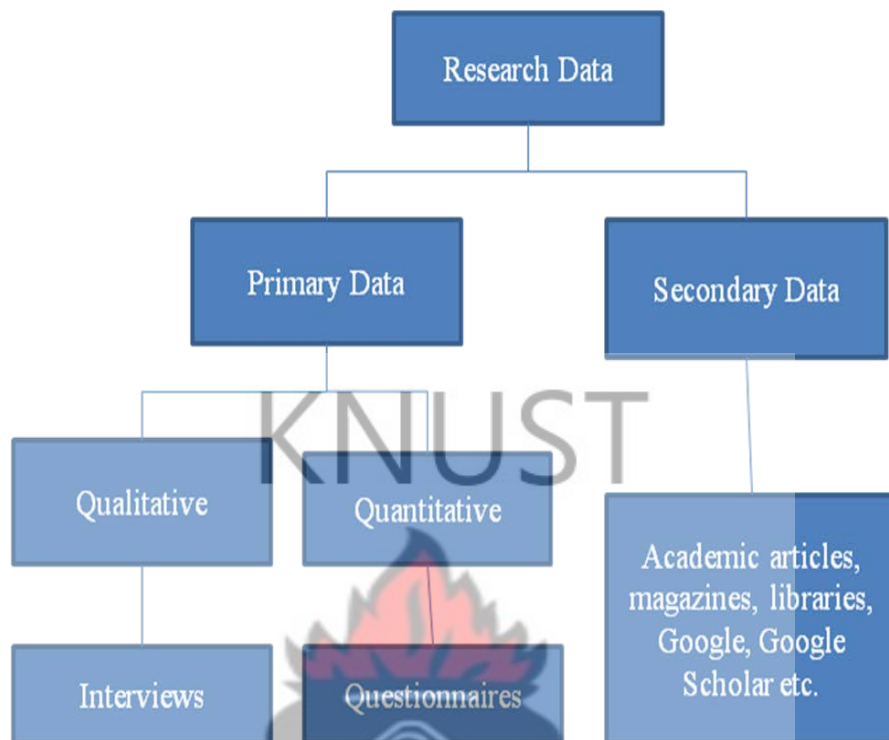 Research Data
Primary Data
Secondary Data
KNUST
Qualitative
Quantitative
Academic articles,
magazines, libraries,
Google, Google
Scholar etc.
Interviews
Questionnaires